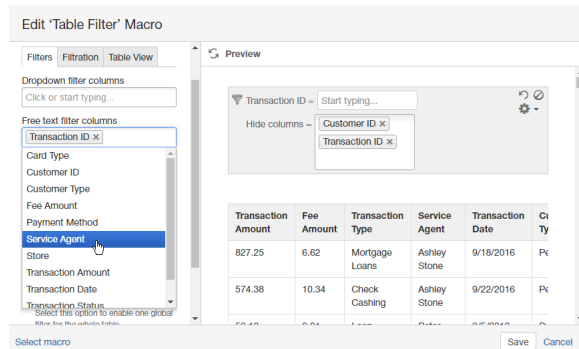 Edit ‘Table Filter’ Macro
Filters Filtration Table View
Dropdown filter columns
Click or start typing...
Free text filter columns
Transaction ID ×
Card Type
Customer ID
Customer Type
Fee Amount
Payment Method
Service Agent
Store
Transaction Amount
Transaction Date
Transaction Status
Select this option to enable one global
filter for the whole table
Preview
Transaction ID = Start typing...
Hide columns = Customer ID ×
Transaction ID ×
Transaction Fee Transaction Service Transaction Cu
Amount Amount Type Agent Date Ty
827.25 6.62 Mortgage Ashley 9/18/2016 Pe
Loans Stone
574.38 10.34 Check Ashley 9/22/2016 Pe
Cashing Stone
Select macro Save Cancel